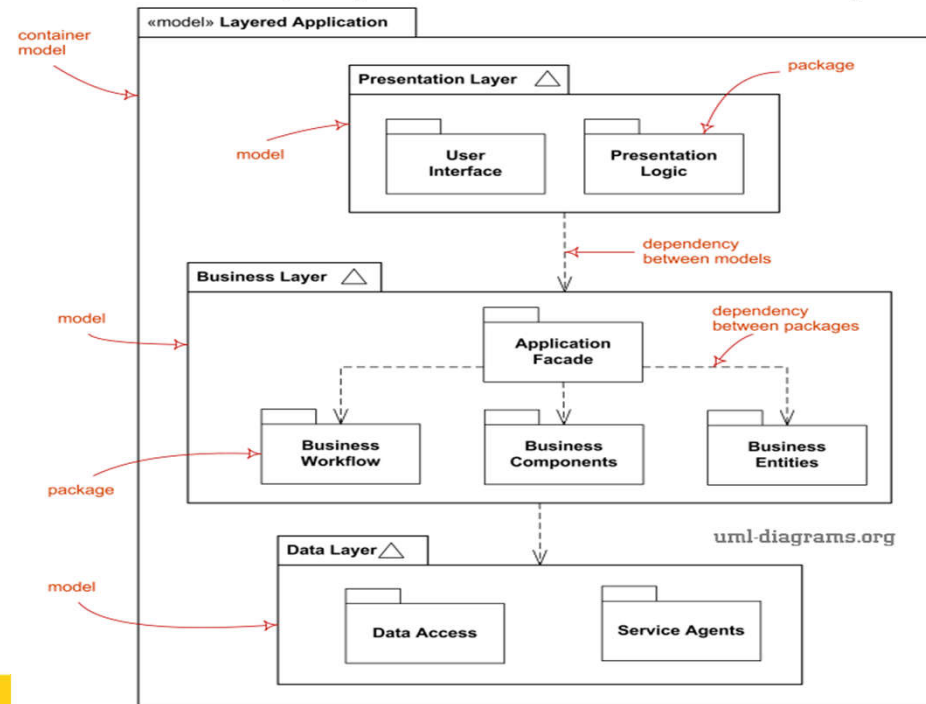 «model» Layered Application
container
model
Presentation Layer
package
model
User
Interface
Presentation
Logic
dependency
between models
Business Layer
model
dependency
between packages
Application
Facade
Business
Workflow
Business
Components
Business
Entities
package
uml-diagrams.org
Data Layer
model
Data Access
Service Agents